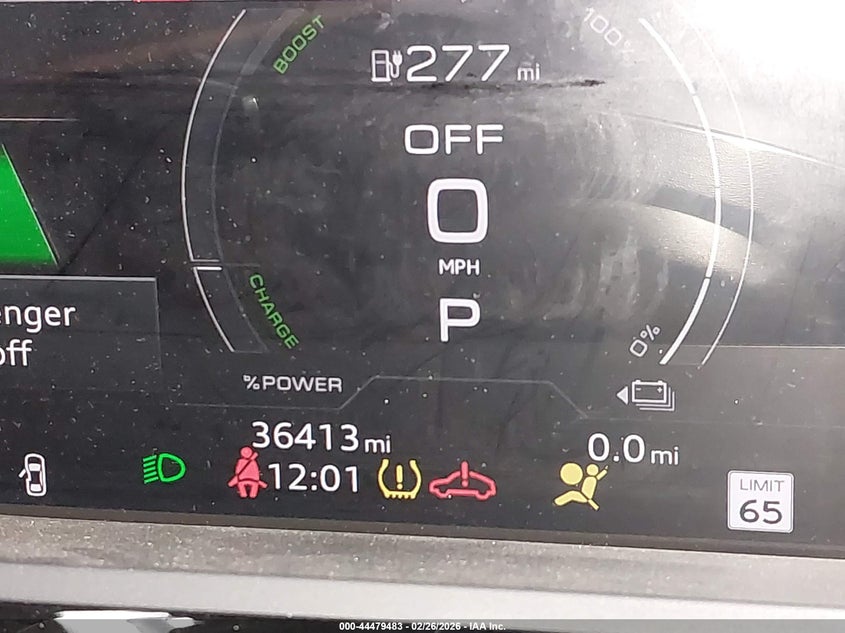 BOOST
100%
277 mi
OFF
0
MPH
P
CHARGE
0%
enger
off
%POWER
36413 mi
0.0 mi
12:01
LIMIT
65
000-44479483 - 02/26/2026 - IAA Inc.